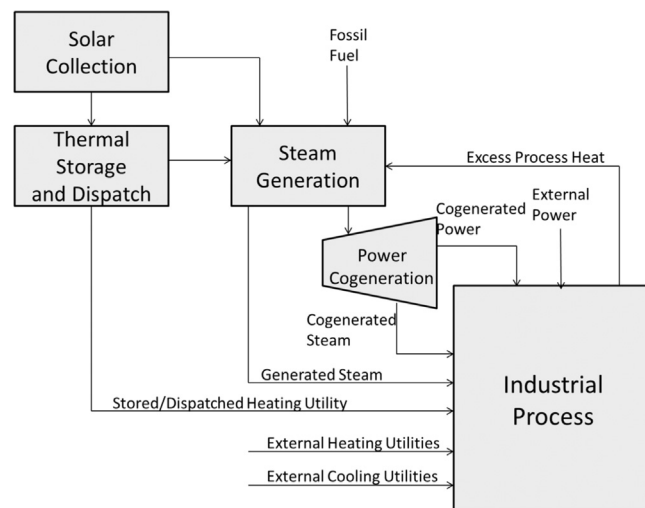 Solar
Collection
Fossil
Fuel
Thermal
Storage
and Dispatch
Steam
Generation
Excess Process Heat
Cogenerated
Power
External
Power
Power
Cogeneration
Cogenerated
Steam
Generated Steam
Stored/Dispatched Heating Utility
Industrial
Process
External Heating Utilities
External Cooling Utilities